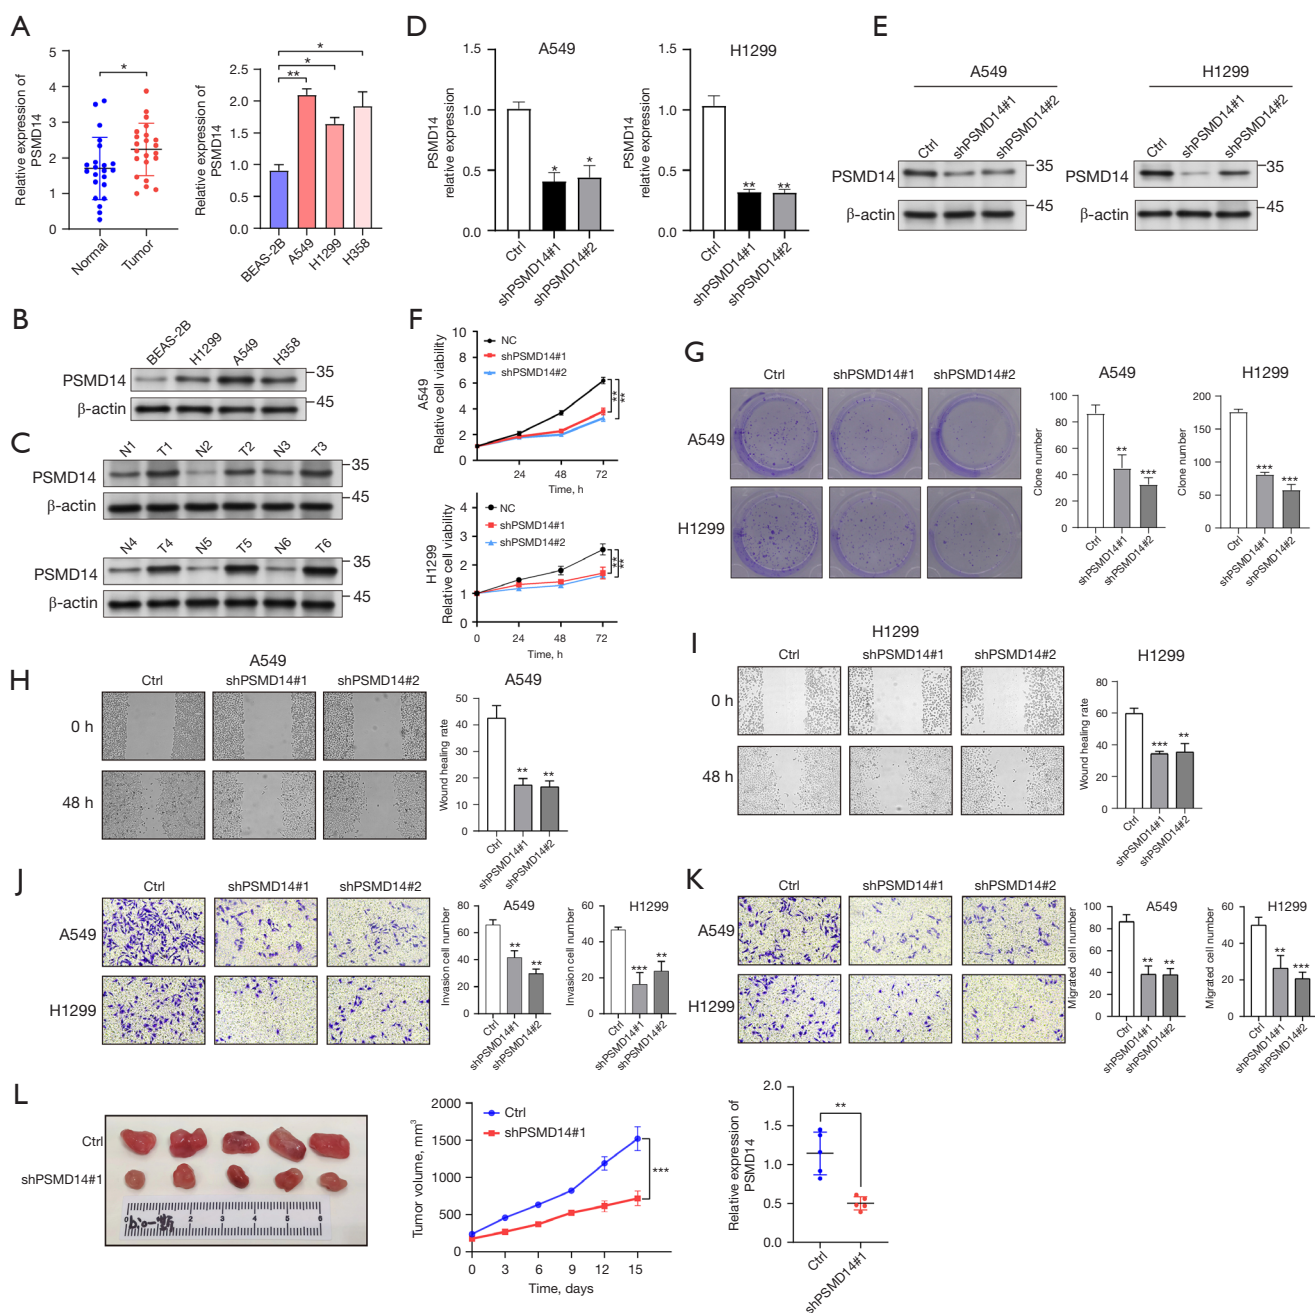 A
Relative expression of
PSMD14
5
4
3
2
1
0
*
Normal
Tumor
Relative expression of
PSMD14
2.5
2.0
1.5
1.0
0.5
0.0
*
*
**
BEAS-2B
A549
H1299
H358
B
BEAS-2B
H1299
A549
H358
PSMD14
35
β-actin
45
C
N1 T1 N2 T2 N3 T3
PSMD14
35
β-actin
45
N4 T4 N5 T5 N6 T6
PSMD14
35
β-actin
45
D
A549
PSMD14
relative expression
1.5
1.0
0.5
0.0
*
*
Ctrl
shPSMD14#1
shPSMD14#2
H1299
PSMD14
relative expression
1.5
1.0
0.5
0.0
**
**
Ctrl
shPSMD14#1
shPSMD14#2
E
A549
Ctrl
shPSMD14#1
shPSMD14#2
PSMD14
35
β-actin
45
H1299
Ctrl
shPSMD14#1
shPSMD14#2
PSMD14
35
β-actin
45
F
A549
Relative cell viability
10
8
6
4
2
0
NC
shPSMD14#1
shPSMD14#2
**
**
24 48 72
Time, h
H1299
Relative cell viability
4
3
2
1
0
NC
shPSMD14#1
shPSMD14#2
**
**
0 24 48 72
Time, h
G
Ctrl shPSMD14#1 shPSMD14#2
A549
H1299
A549
Clone number
100
80
60
40
20
0
**
***
Ctrl
shPSMD14#1
shPSMD14#2
H1299
Clone number
200
150
100
50
0
***
***
Ctrl
shPSMD14#1
shPSMD14#2
H
A549
Ctrl shPSMD14#1 shPSMD14#2
0 h
48 h
A549
Wound healing rate
50
40
30
20
10
0
**
**
Ctrl
shPSMD14#1
shPSMD14#2
I
H1299
Ctrl shPSMD14#1 shPSMD14#2
0 h
48 h
H1299
Wound healing rate
80
60
40
20
0
***
**
Ctrl
shPSMD14#1
shPSMD14#2
J
Ctrl shPSMD14#1 shPSMD14#2
A549
H1299
A549
Invasion cell number
80
60
40
20
0
**
**
Ctrl
shPSMD14#1
shPSMD14#2
H1299
Invasion cell number
60
40
20
0
***
**
Ctrl
shPSMD14#1
shPSMD14#2
K
Ctrl shPSMD14#1 shPSMD14#2
A549
H1299
A549
Migrated cell number
100
80
60
40
20
0
**
**
Ctrl
shPSMD14#1
shPSMD14#2
H1299
Migrated cell number
60
40
20
0
**
***
Ctrl
shPSMD14#1
shPSMD14#2
L
Ctrl
shPSMD14#1
0 1 2 3 4 5 6
Tumor volume, mm³
2000
1500
1000
500
0
Ctrl
shPSMD14#1
***
0 3 6 9 12 15
Time, days
Relative expression of
PSMD14
2.0
1.5
1.0
0.5
0.0
**
Ctrl
shPSMD14#1